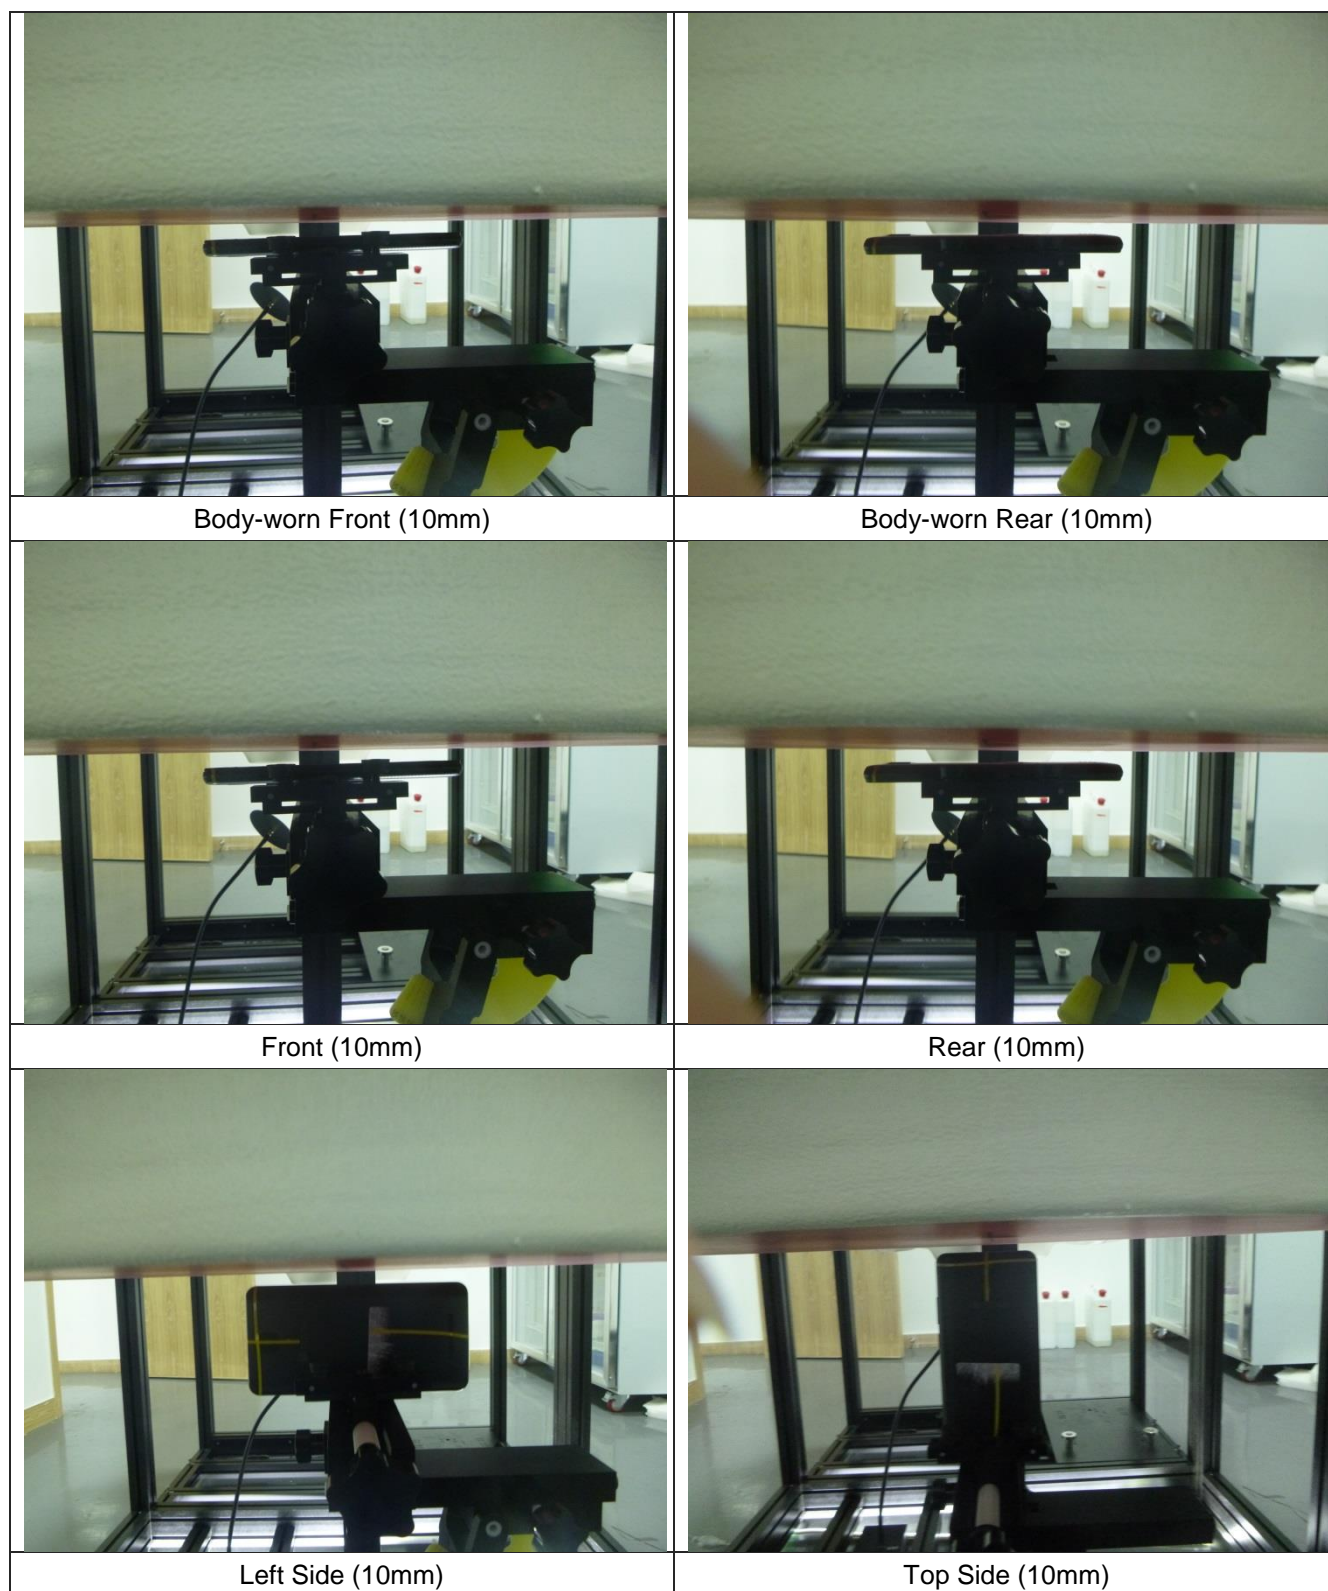 Body-worn Front (10mm)
Body-worn Rear (10mm)
Front (10mm)
Rear (10mm)
Left Side (10mm)
Top Side (10mm)